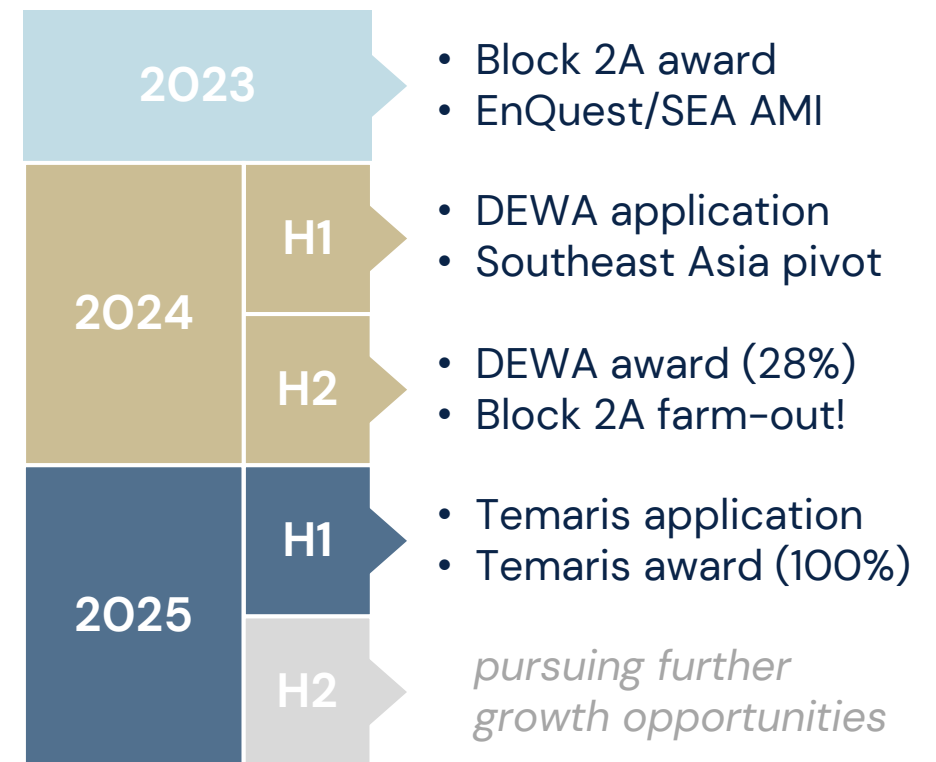 2023
• Block 2A award
• EnQuest/SEA AMI
2024
H1
• DEWA application
• Southeast Asia pivot
H2
• DEWA award (28%)
• Block 2A farm-out!
2025
H1
• Temaris application
• Temaris award (100%)
H2
pursuing further
growth opportunities